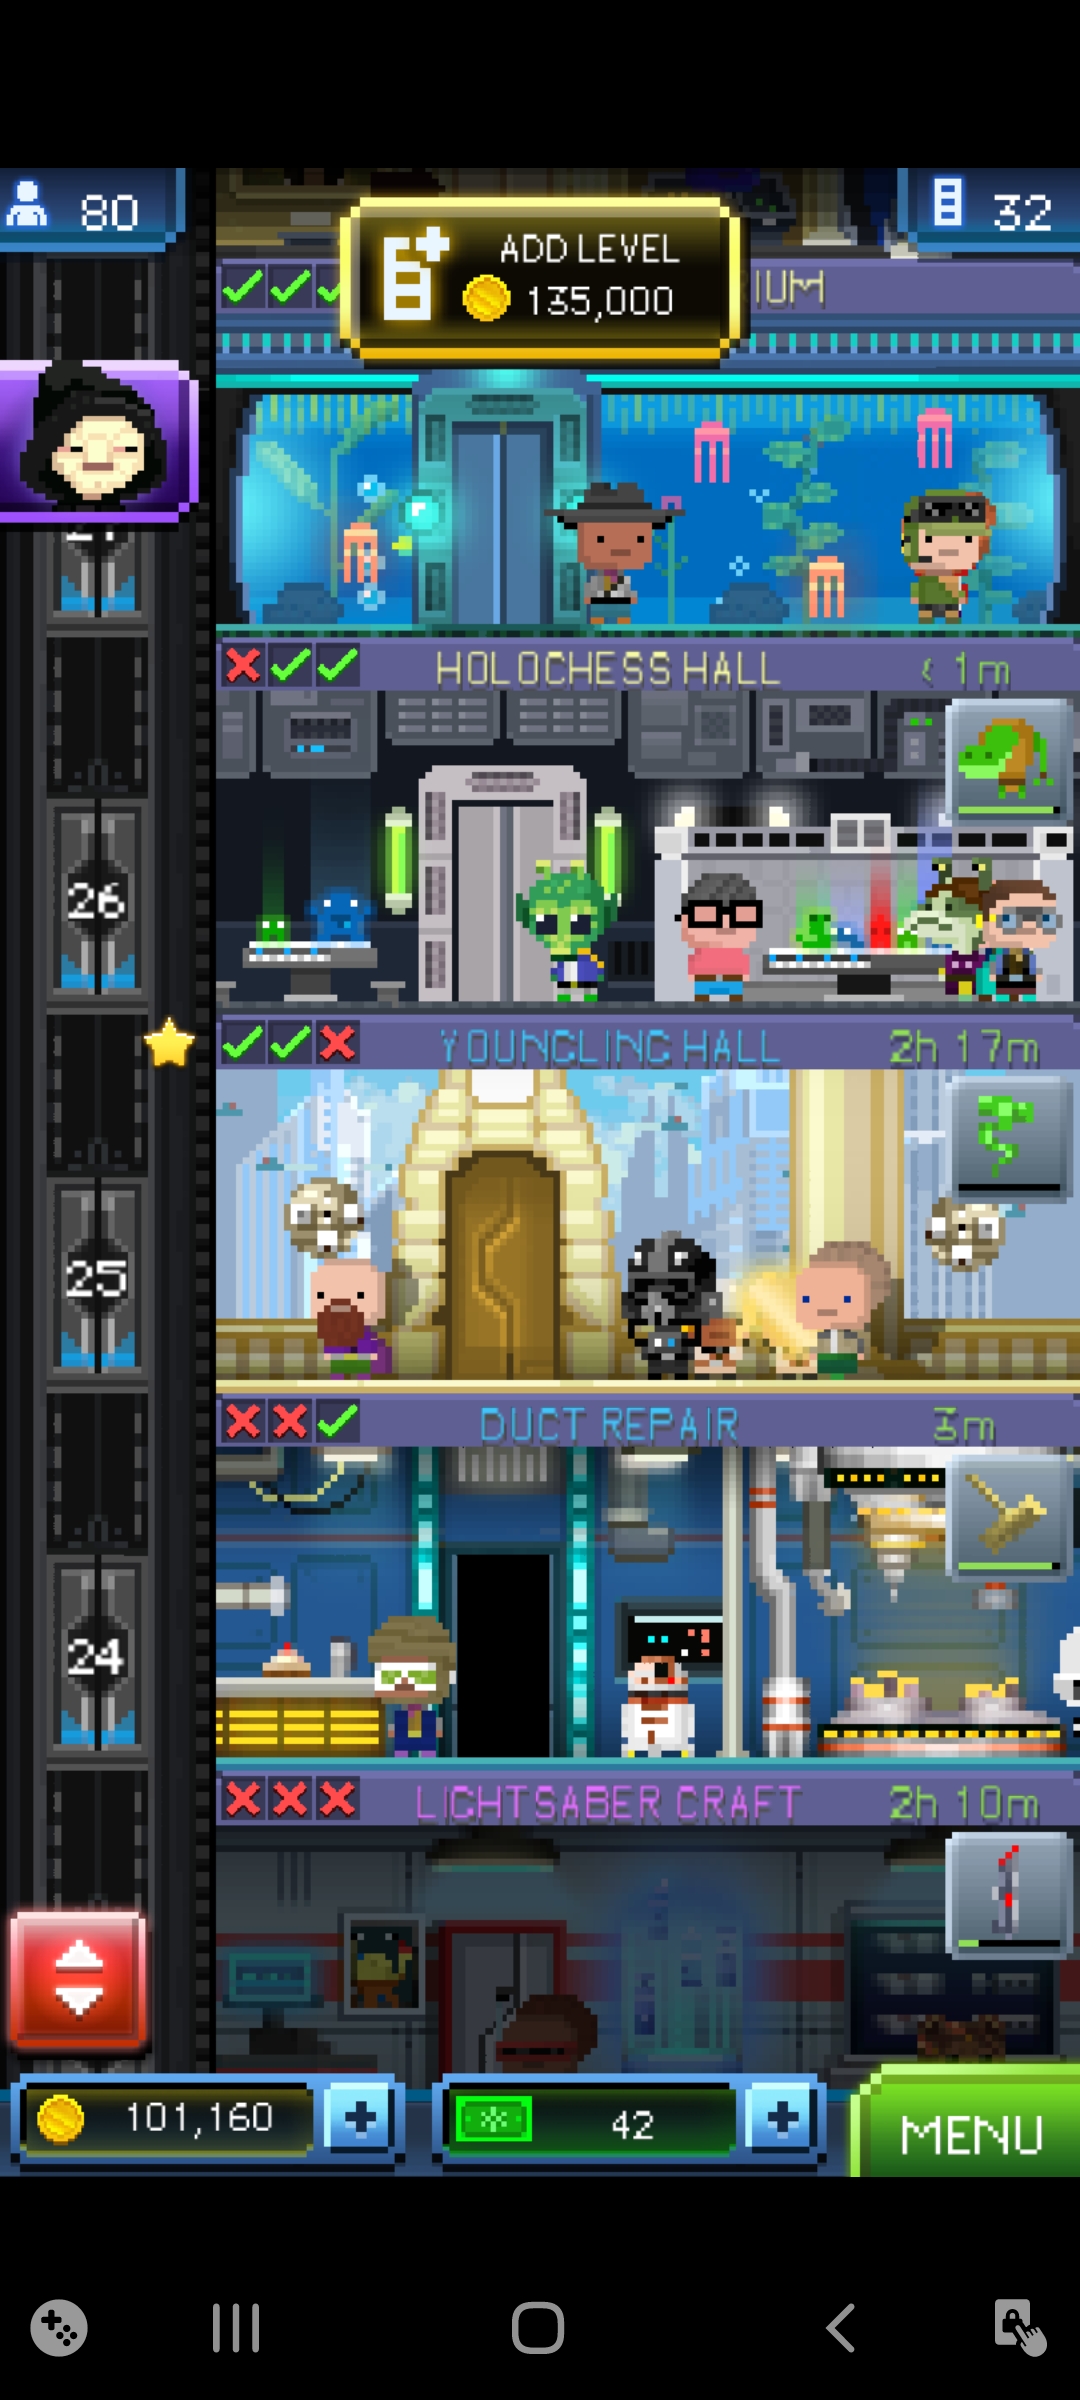 80
ADD LEVEL
135,000
32
IUM
HOLOCHESS HALL
< 1m
26
YOUNGLING HALL
2h 17m
25
DUCT REPAIR
3m
24
LIGHTSABER CRAFT
2h 10m
101,160
42
MENU